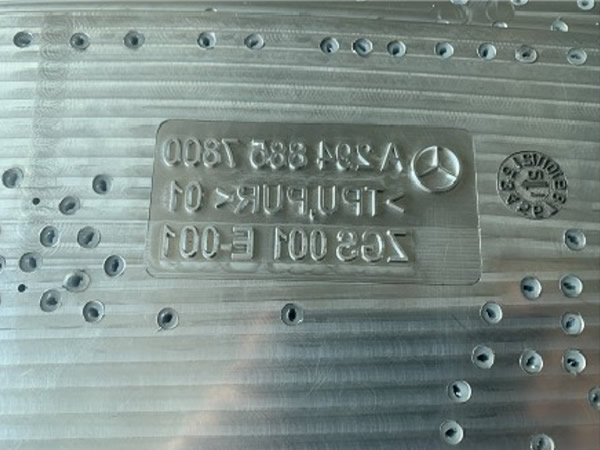 A 294 885 7800
>TPU,PUR< 01
ZGS 001 E-001